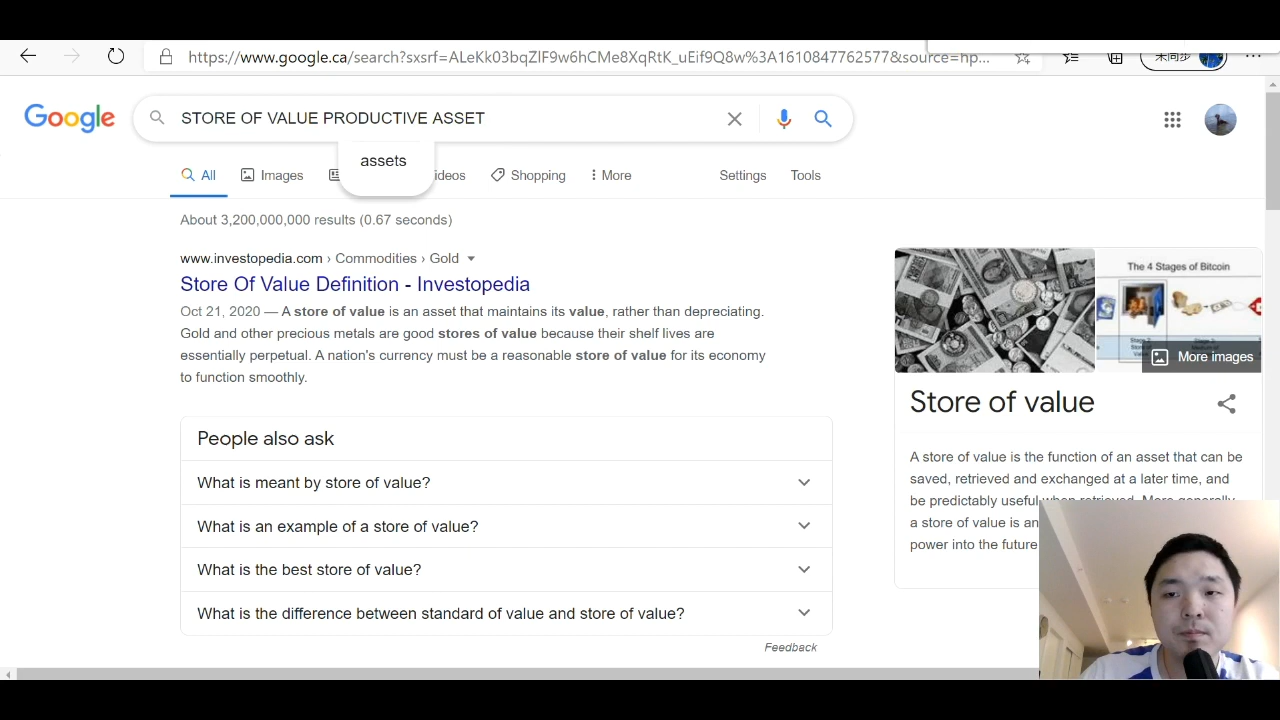 https://www.google.ca/search?sxsrf=ALeKk03bqZlF9w6hCMe8XqRtK_uEif9Q8w%3A1610847762577&source=hp...
未同步
Google
STORE OF VALUE PRODUCTIVE ASSET
assets
All
Images
ideos
Shopping
More
Settings
Tools
About 3,200,000,000 results (0.67 seconds)
www.investopedia.com › Commodities › Gold
Store Of Value Definition - Investopedia
Oct 21, 2020 — A store of value is an asset that maintains its value, rather than depreciating.
Gold and other precious metals are good stores of value because their shelf lives are
essentially perpetual. A nation's currency must be a reasonable store of value for its economy
to function smoothly.
People also ask
What is meant by store of value?
What is an example of a store of value?
What is the best store of value?
What is the difference between standard of value and store of value?
Feedback
The 4 Stages of Bitcoin
More images
Store of value
A store of value is the function of an asset that can be
saved, retrieved and exchanged at a later time, and
be predictably useful when retrieved. More generally,
a store of value is an
power into the future